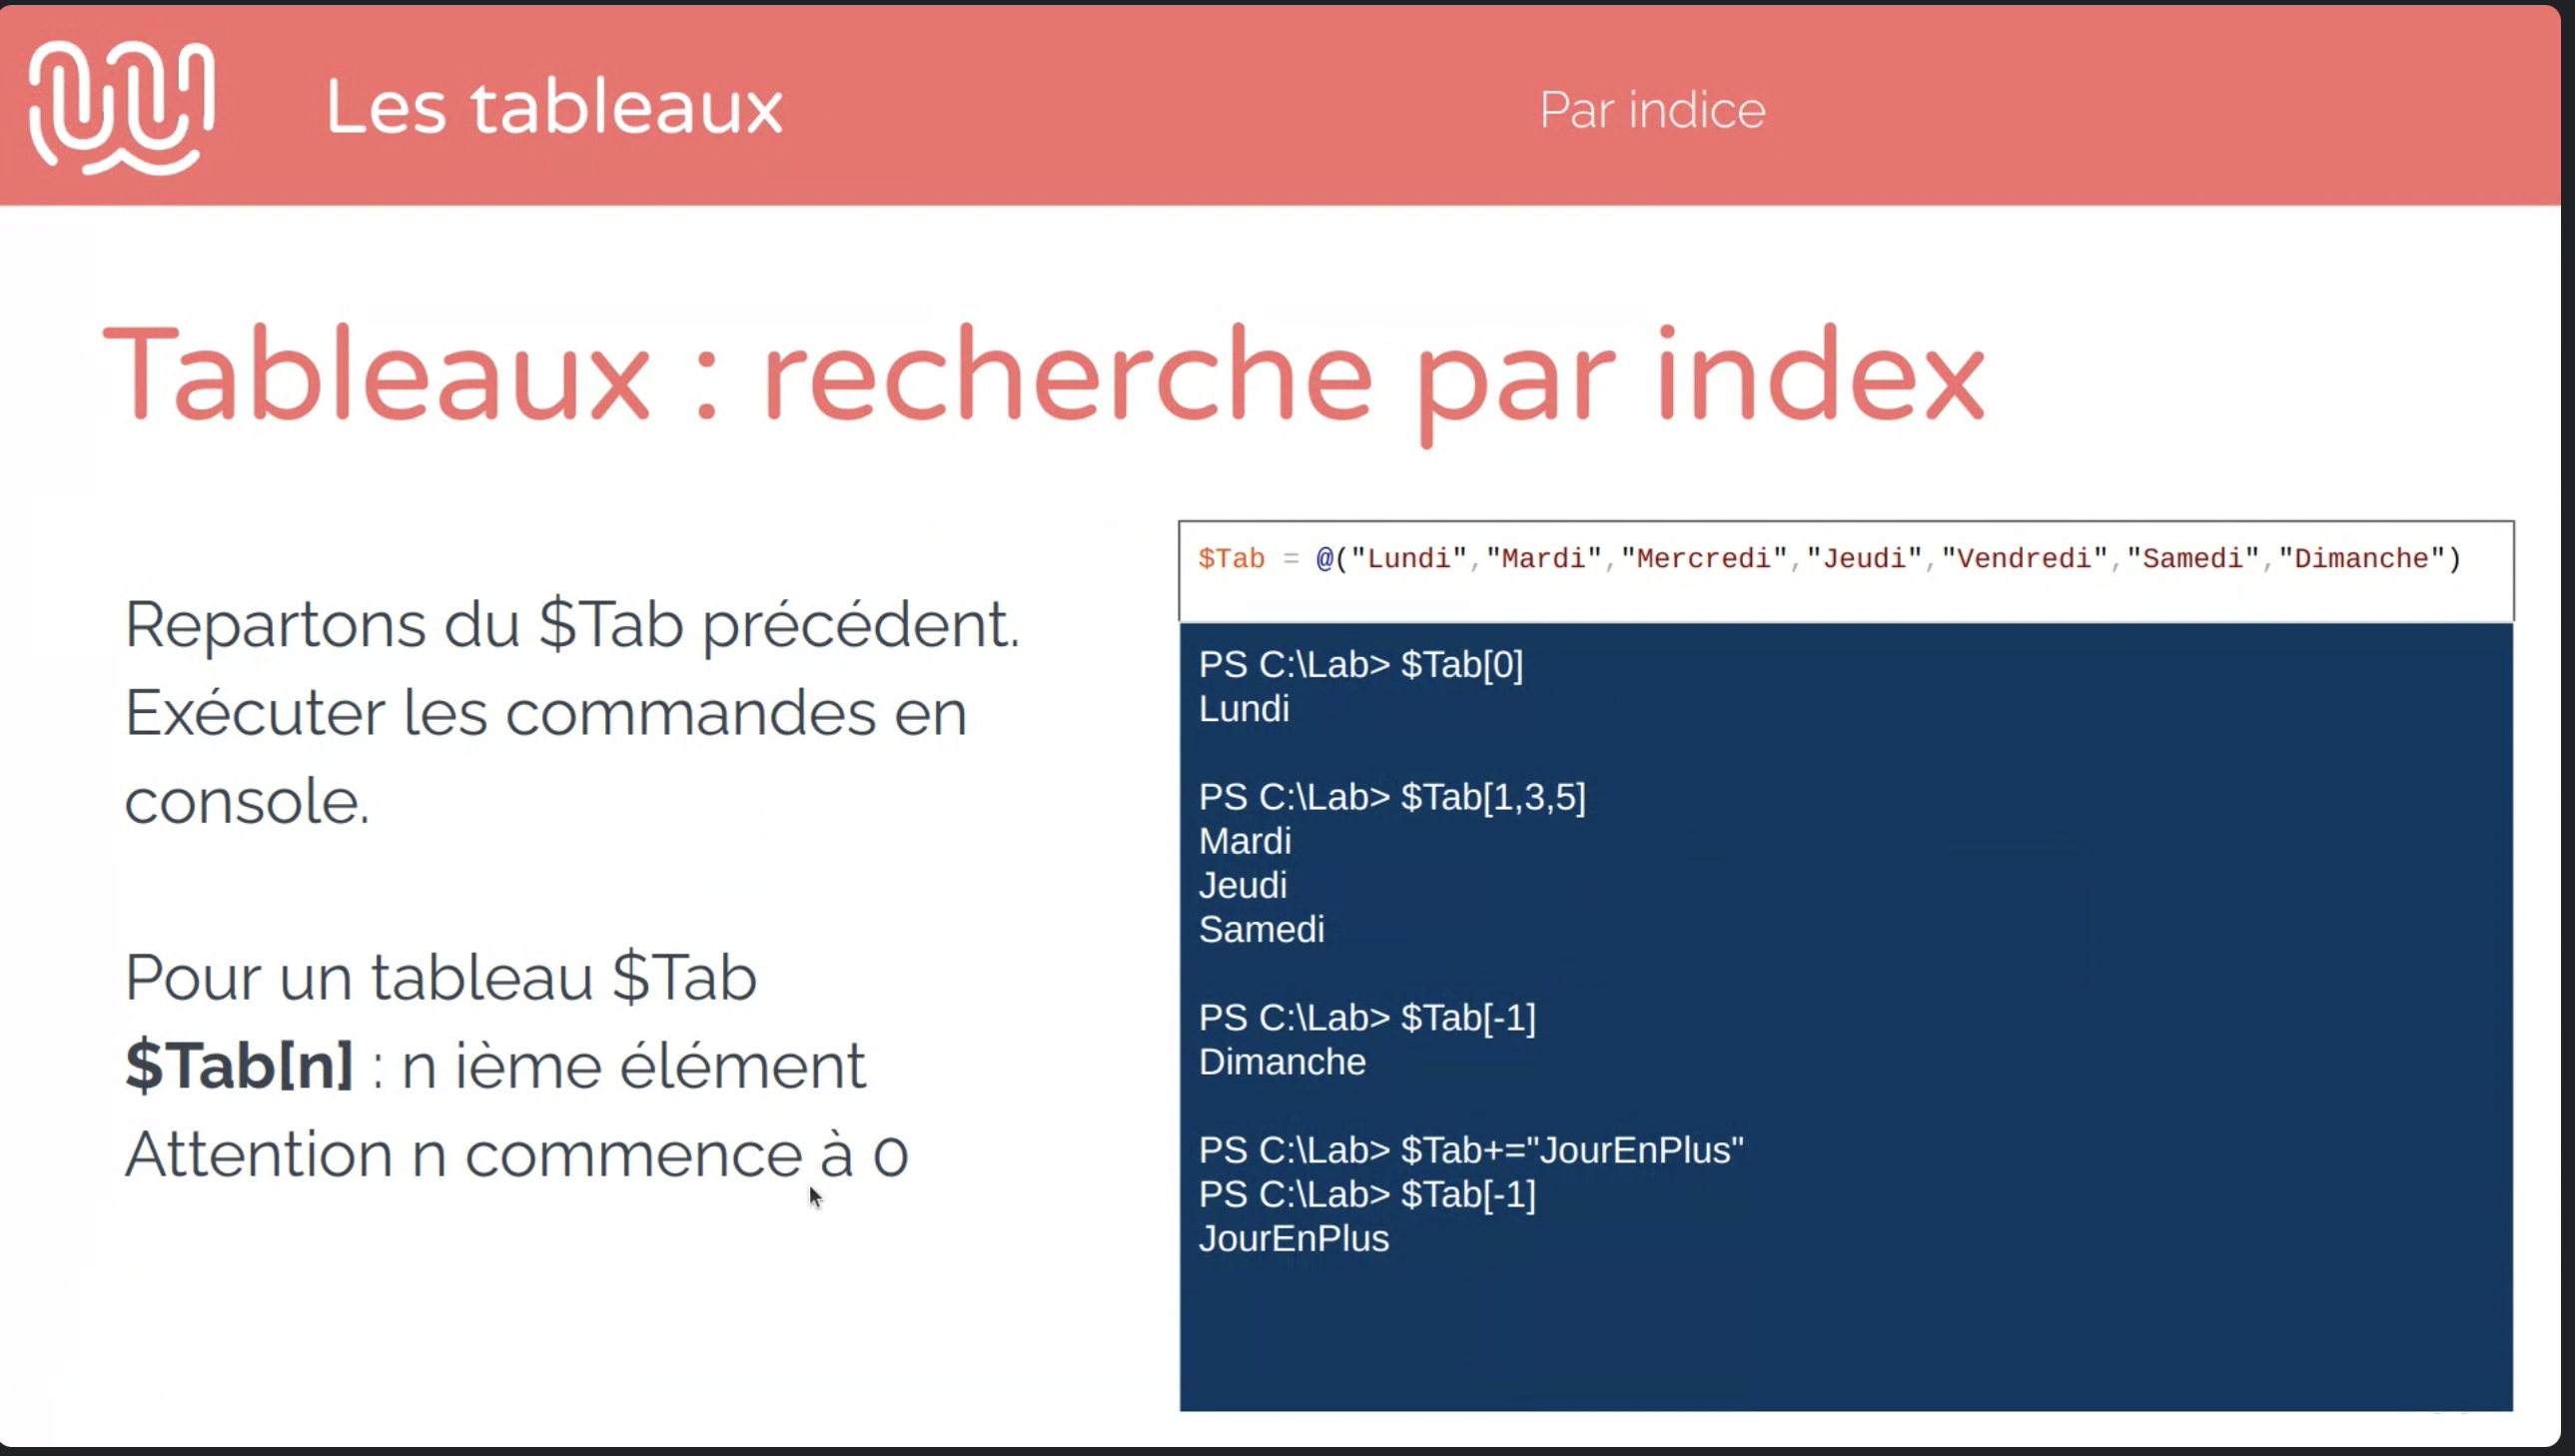 Les tableaux
Par indice
Tableaux : recherche par index
Repartons du $Tab précédent.
Exécuter les commandes en
console.
Pour un tableau $Tab
$Tab[n] : n ième élément
Attention n commence à 0
$Tab = @("Lundi","Mardi","Mercredi","Jeudi","Vendredi","Samedi","Dimanche")
PS C:\Lab> $Tab[0]
Lundi
PS C:\Lab> $Tab[1,3,5]
Mardi
Jeudi
Samedi
PS C:\Lab> $Tab[-1]
Dimanche
PS C:\Lab> $Tab+="JourEnPlus"
PS C:\Lab> $Tab[-1]
JourEnPlus